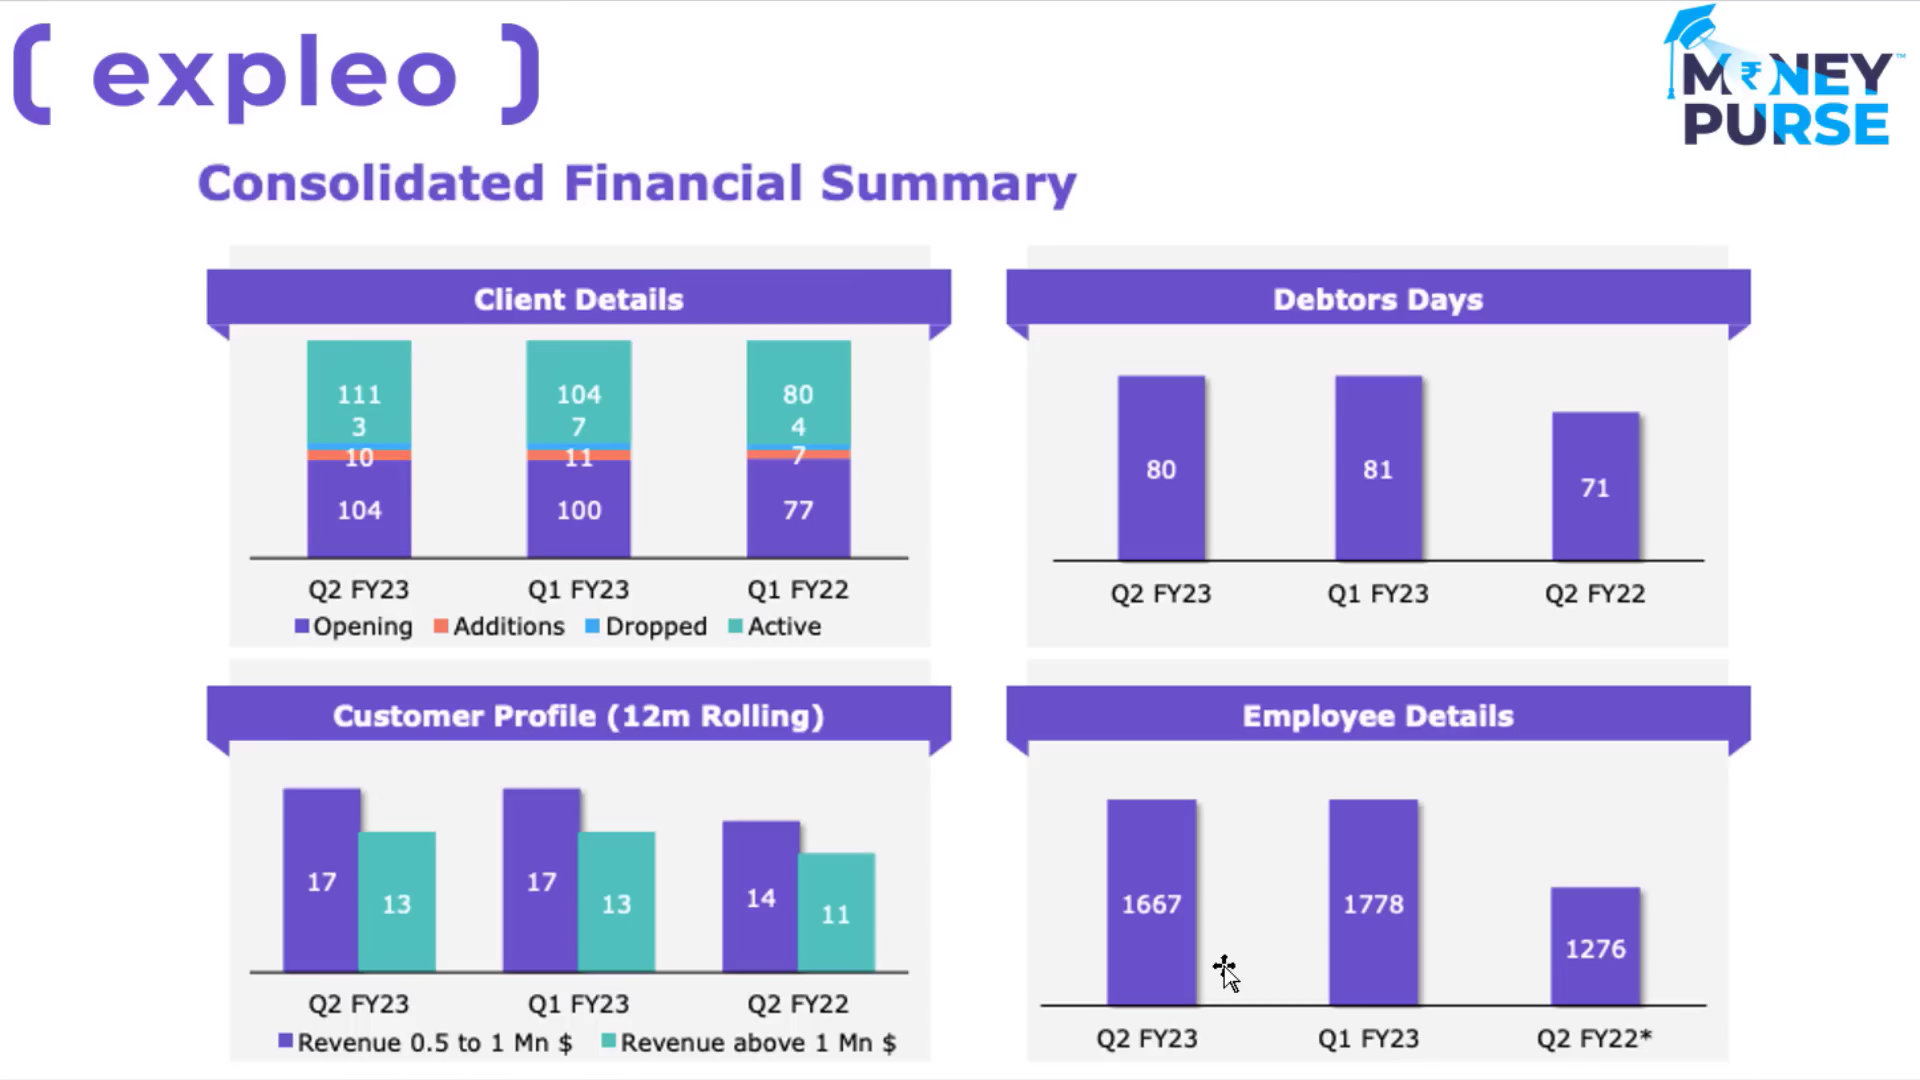 ( expleo )
MONEY™
PURSE
Consolidated Financial Summary
Client Details
111 104 80
3 7 4
10 11 7
104 100 77
Q2 FY23 Q1 FY23 Q1 FY22
Opening Additions Dropped Active
Debtors Days
80 81 71
Q2 FY23 Q1 FY23 Q2 FY22
Customer Profile (12m Rolling)
17 13 17 13 14 11
Q2 FY23 Q1 FY23 Q2 FY22
Revenue 0.5 to 1 Mn $ Revenue above 1 Mn $
Employee Details
1667 1778 1276
Q2 FY23 Q1 FY23 Q2 FY22*